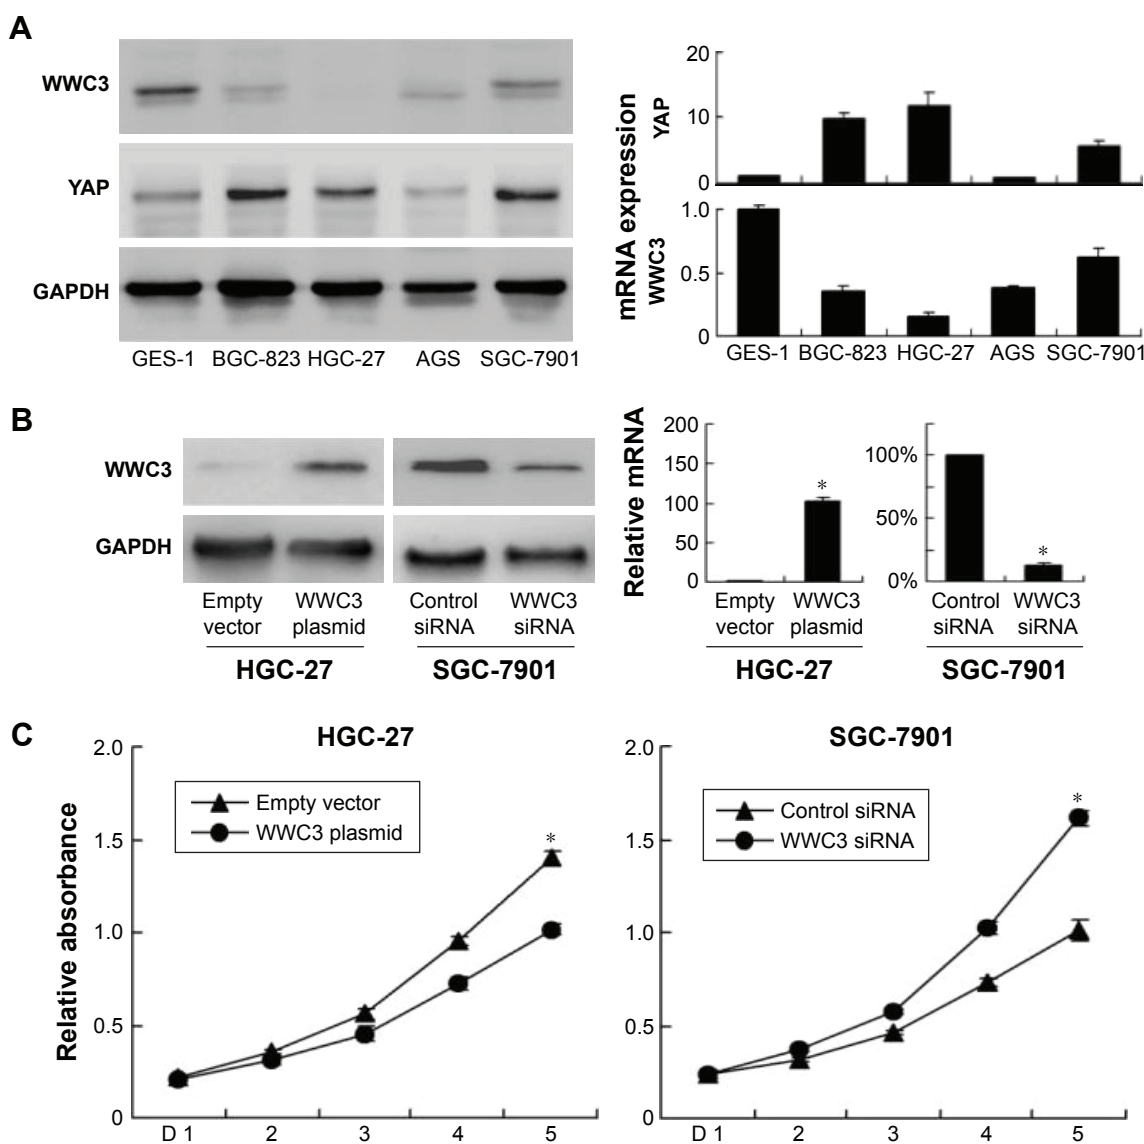 A
WWC3
YAP
GAPDH
GES-1 BGC-823 HGC-27 AGS SGC-7901
mRNA expression
YAP
20
10
0
WWC3
1.0
0.5
0
GES-1 BGC-823 HGC-27 AGS SGC-7901
B
WWC3
GAPDH
Empty vector
WWC3 plasmid
Control siRNA
WWC3 siRNA
HGC-27
SGC-7901
Relative mRNA
200
150
100
50
0
*
Empty vector
WWC3 plasmid
HGC-27
100%
50%
0%
*
Control siRNA
WWC3 siRNA
SGC-7901
C
HGC-27
Relative absorbance
2.0
1.5
1.0
0.5
0
Empty vector
WWC3 plasmid
*
D 1 2 3 4 5
SGC-7901
2.0
1.5
1.0
0.5
0
Control siRNA
WWC3 siRNA
*
D 1 2 3 4 5